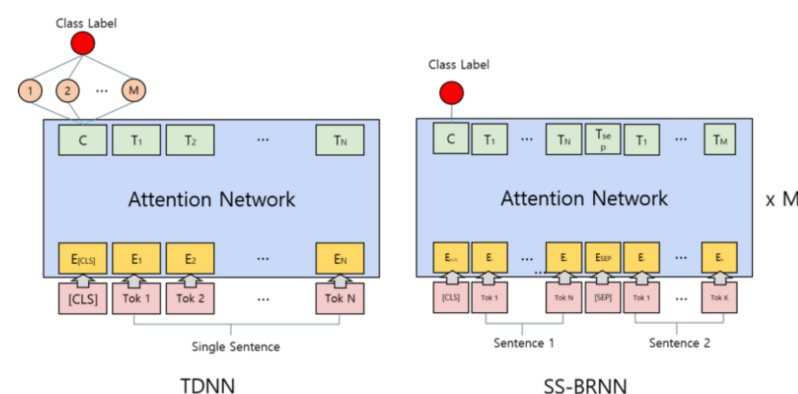 Class Label
1 2 ... M
C T1 T2 ... TN
Attention Network
E[CLS] E1 E2 ... EN
[CLS] Tok 1 Tok 2 ... Tok N
Single Sentence
TDNN
Class Label
C T1 ... TN Tse
p T1 ... TM
Attention Network
x M
E ... E ... E ESEP E ... E
[CLS] Tok 1 ... Tok N [SEP] Tok 1 ... Tok K
Sentence 1 Sentence 2
SS-BRNN